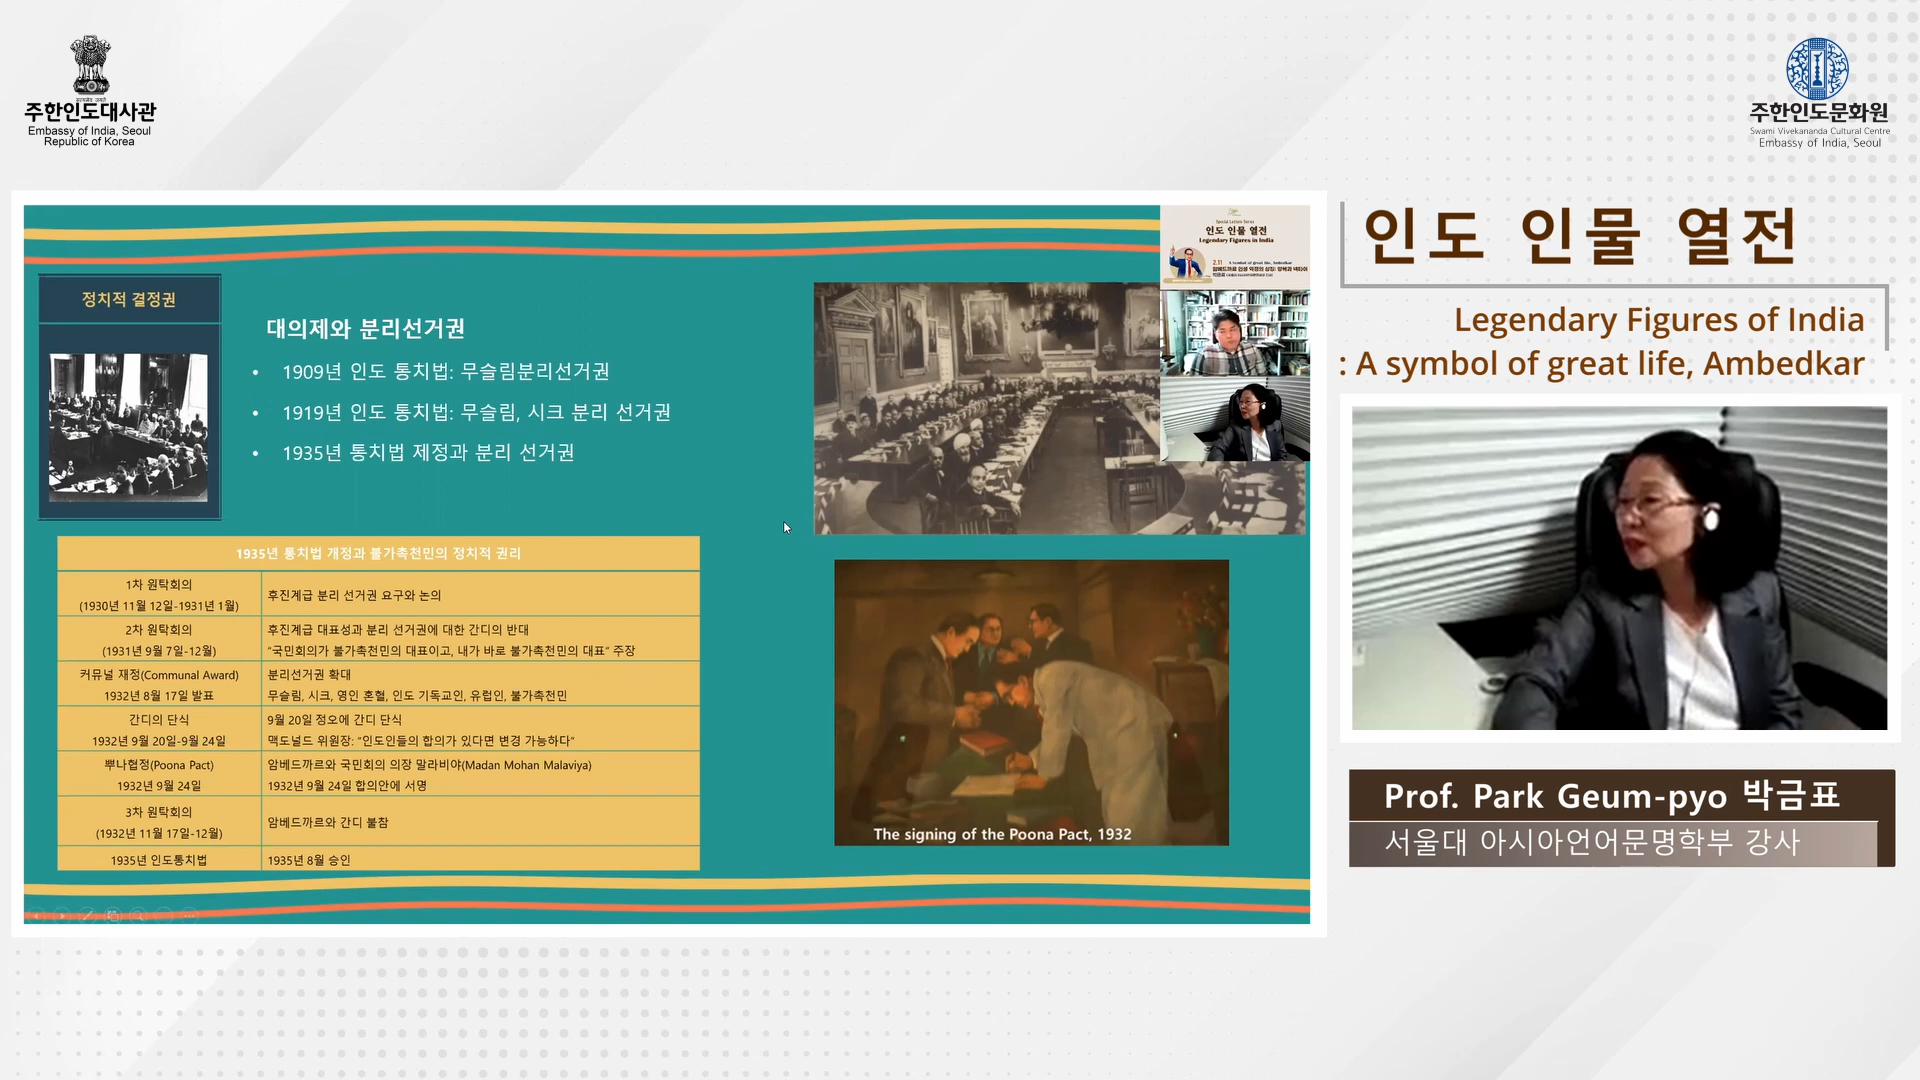 주한인도대사관
Embassy of India, Seoul
Republic of Korea
주한인도문화원
Swami Vivekananda Cultural Centre
Embassy of India, Seoul
정치적 결정권
대의제와 분리선거권
• 1909년 인도 통치법: 무슬림분리선거권
• 1919년 인도 통치법: 무슬림, 시크 분리 선거권
• 1935년 통치법 제정과 분리 선거권
1935년 통치법 개정과 불가촉천민의 정치적 권리
1차 원탁회의
(1930년 11월 12일-1931년 1월)
후진계급 분리 선거권 요구와 논의
2차 원탁회의
(1931년 9월 7일-12월)
후진계급 대표성과 분리 선거권에 대한 간디의 반대
"국민회의가 불가촉천민의 대표이고, 내가 바로 불가촉천민의 대표" 주장
커뮤널 재정(Communal Award)
1932년 8월 17일 발표
분리선거권 확대
무슬림, 시크, 영인 혼혈, 인도 기독교인, 유럽인, 불가촉천민
간디의 단식
1932년 9월 20일-9월 24일
9월 20일 정오에 간디 단식
맥도널드 위원장: "인도인들의 합의가 있다면 변경 가능하다"
뿌나협정(Poona Pact)
1932년 9월 24일
암베드까르와 국민회의 의장 말라비야(Madan Mohan Malaviya)
1932년 9월 24일 합의안에 서명
3차 원탁회의
(1932년 11월 17일-12월)
암베드까르와 간디 불참
1935년 인도통치법
1935년 8월 승인
Special Lecture Series
인도 인물 열전
Legendary Figures in India
2.11
A Symbol of great life, Ambedkar
The signing of the Poona Pact, 1932
인도 인물 열전
Legendary Figures of India
: A symbol of great life, Ambedkar
Prof. Park Geum-pyo 박금표
서울대 아시아언어문명학부 강사